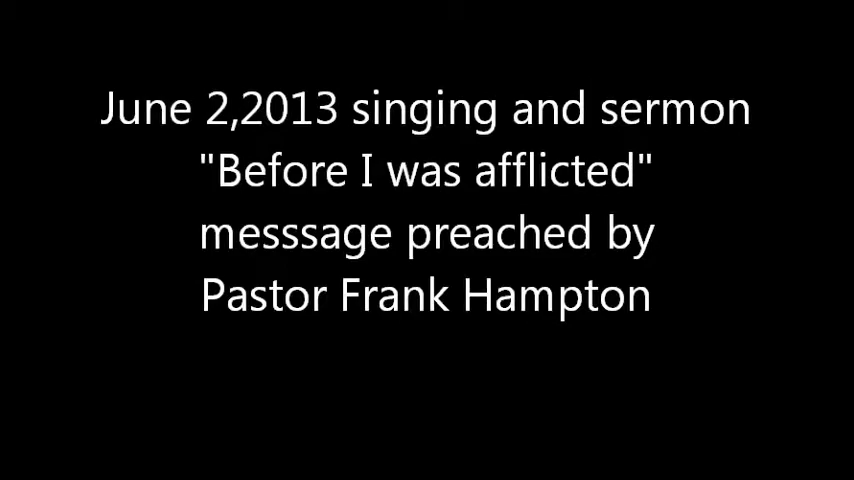 June 2,2013 singing and sermon
"Before I was afflicted"
messsage preached by
Pastor Frank Hampton